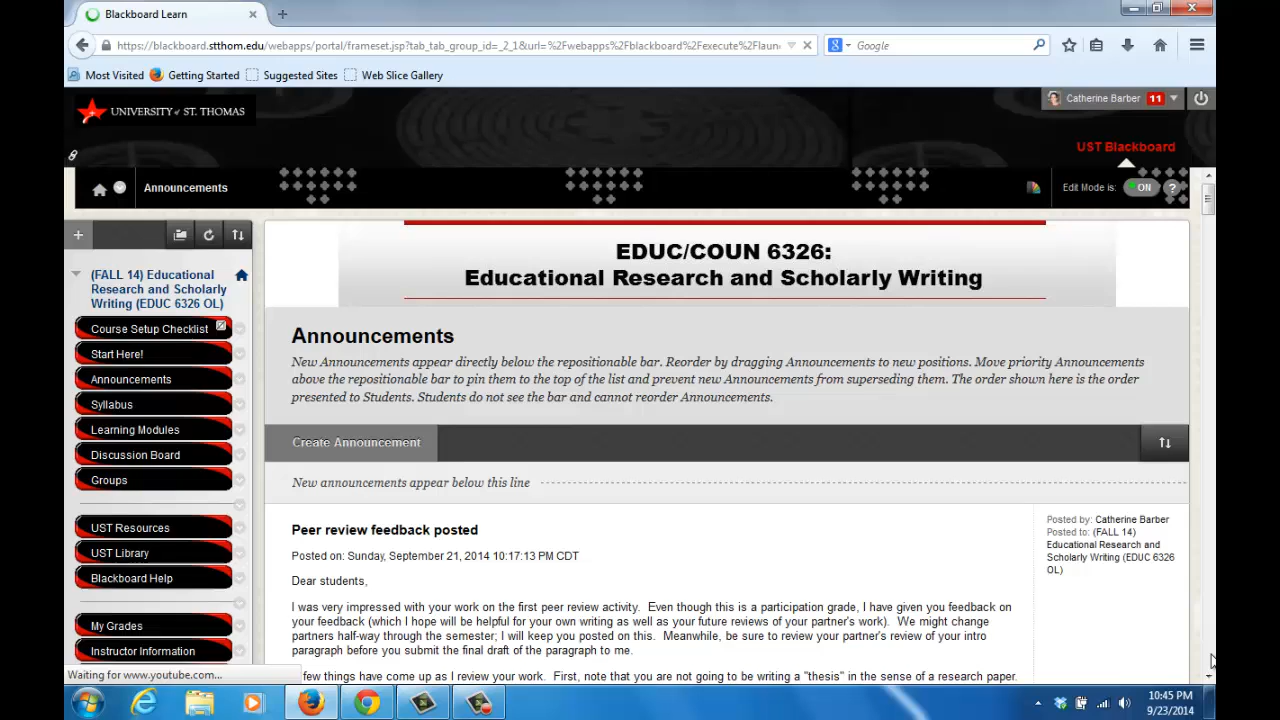 Blackboard Learn
https://blackboard.stthom.edu/webapps/portal/frameset.jsp?tab_tab_group_id=_2_1&url=%2Fwebapps%2Fblackboard%2Fexecute%2Flaun
Google
Most Visited Getting Started Suggested Sites Web Slice Gallery
UNIVERSITY of ST. THOMAS
Catherine Barber 11
UST Blackboard
Announcements
Edit Mode is: ON ?
(FALL 14) Educational
Research and Scholarly
Writing (EDUC 6326 OL)
Course Setup Checklist
Start Here!
Announcements
Syllabus
Learning Modules
Discussion Board
Groups
UST Resources
UST Library
Blackboard Help
My Grades
Instructor Information
EDUC/COUN 6326:
Educational Research and Scholarly Writing
Announcements
New Announcements appear directly below the repositionable bar. Reorder by dragging Announcements to new positions. Move priority Announcements
above the repositionable bar to pin them to the top of the list and prevent new Announcements from superseding them. The order shown here is the order
presented to Students. Students do not see the bar and cannot reorder Announcements.
Create Announcement
New announcements appear below this line
Peer review feedback posted
Posted on: Sunday, September 21, 2014 10:17:13 PM CDT
Dear students,
I was very impressed with your work on the first peer review activity. Even though this is a participation grade, I have given you feedback on
your feedback (which I hope will be helpful for your own writing as well as your future reviews of your partner's work). We might change
partners half-way through the semester; I will keep you posted on this. Meanwhile, be sure to review your partner's review of your intro
paragraph before you submit the final draft of the paragraph to me.
few things have come up as I review your work. First, note that you are not going to be writing a "thesis" in the sense of a research paper.
Posted by: Catherine Barber
Posted to: (FALL 14)
Educational Research and
Scholarly Writing (EDUC 6326
OL)
Waiting for www.youtube.com...
10:45 PM
9/23/2014